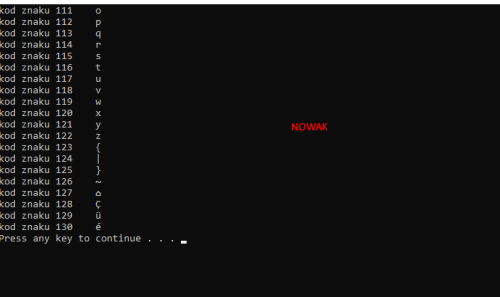 kod znaku 111 o
kod znaku 112 p
kod znaku 113 q
kod znaku 114 r
kod znaku 115 s
kod znaku 116 t
kod znaku 117 u
kod znaku 118 v
kod znaku 119 w
kod znaku 120 x
kod znaku 121 y
kod znaku 122 z
kod znaku 123 {
kod znaku 124 |
kod znaku 125 }
kod znaku 126 ~
kod znaku 127 ⌂
kod znaku 128 Ç
kod znaku 129 ü
kod znaku 130 é
Press any key to continue . . .
NOWAK